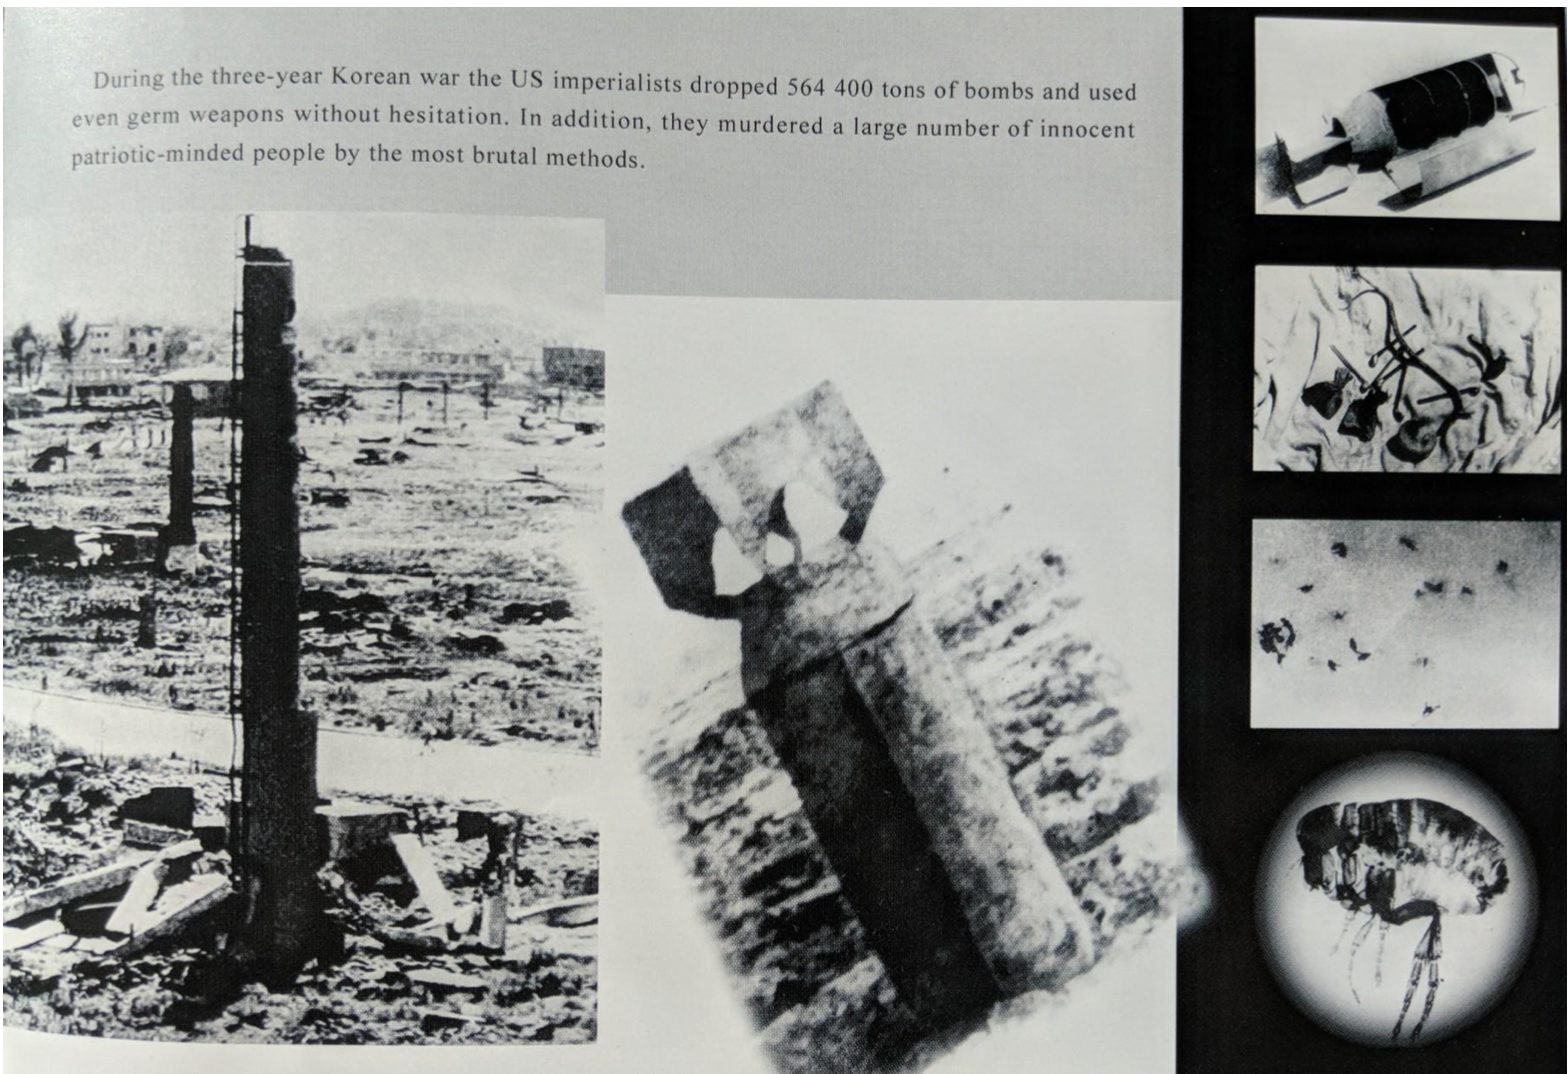 During the three-year Korean war the US imperialists dropped 564 400 tons of bombs and used
even germ weapons without hesitation. In addition, they murdered a large number of innocent
patriotic-minded people by the most brutal methods.